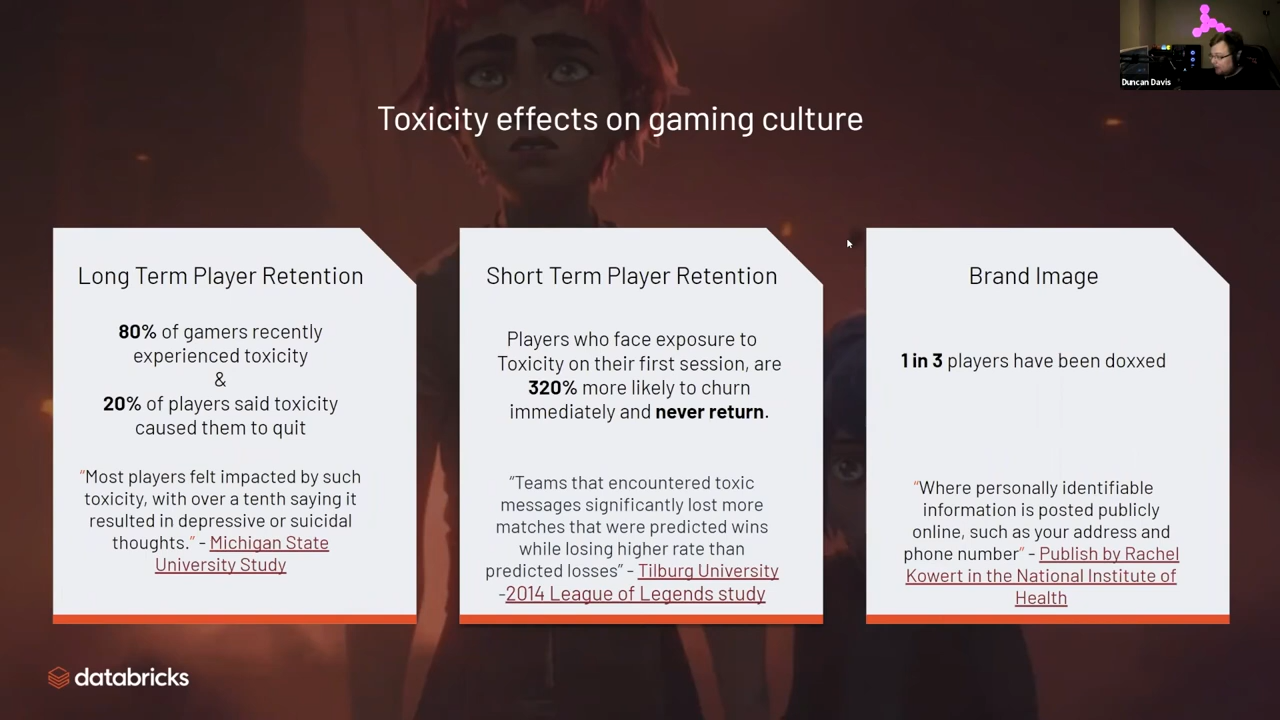 Duncan Davis
Toxicity effects on gaming culture
Long Term Player Retention
80% of gamers recently
experienced toxicity
&
20% of players said toxicity
caused them to quit
“Most players felt impacted by such
toxicity, with over a tenth saying it
resulted in depressive or suicidal
thoughts.” - Michigan State
University Study
Short Term Player Retention
Players who face exposure to
Toxicity on their first session, are
320% more likely to churn
immediately and never return.
“Teams that encountered toxic
messages significantly lost more
matches that were predicted wins
while losing higher rate than
predicted losses” - Tilburg University
-2014 League of Legends study
Brand Image
1 in 3 players have been doxxed
“Where personally identifiable
information is posted publicly
online, such as your address and
phone number” - Publish by Rachel
Kowert in the National Institute of
Health
databricks